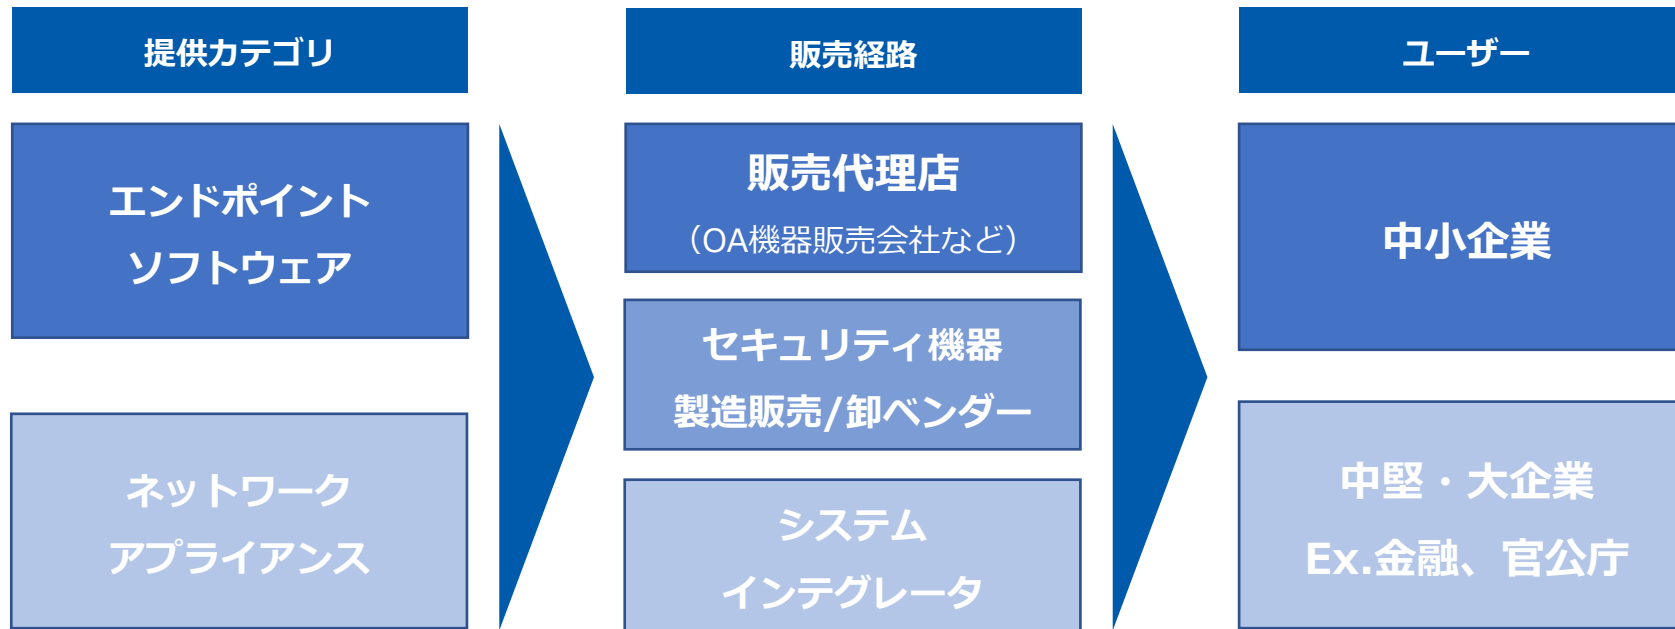 提供カテゴリ
エンドポイント
ソフトウェア
ネットワーク
アプライアンス
販売経路
販売代理店
（OA機器販売会社など）
セキュリティ機器
製造販売/卸ベンダー
システム
インテグレータ
ユーザー
中小企業
中堅・大企業
Ex.金融、官公庁